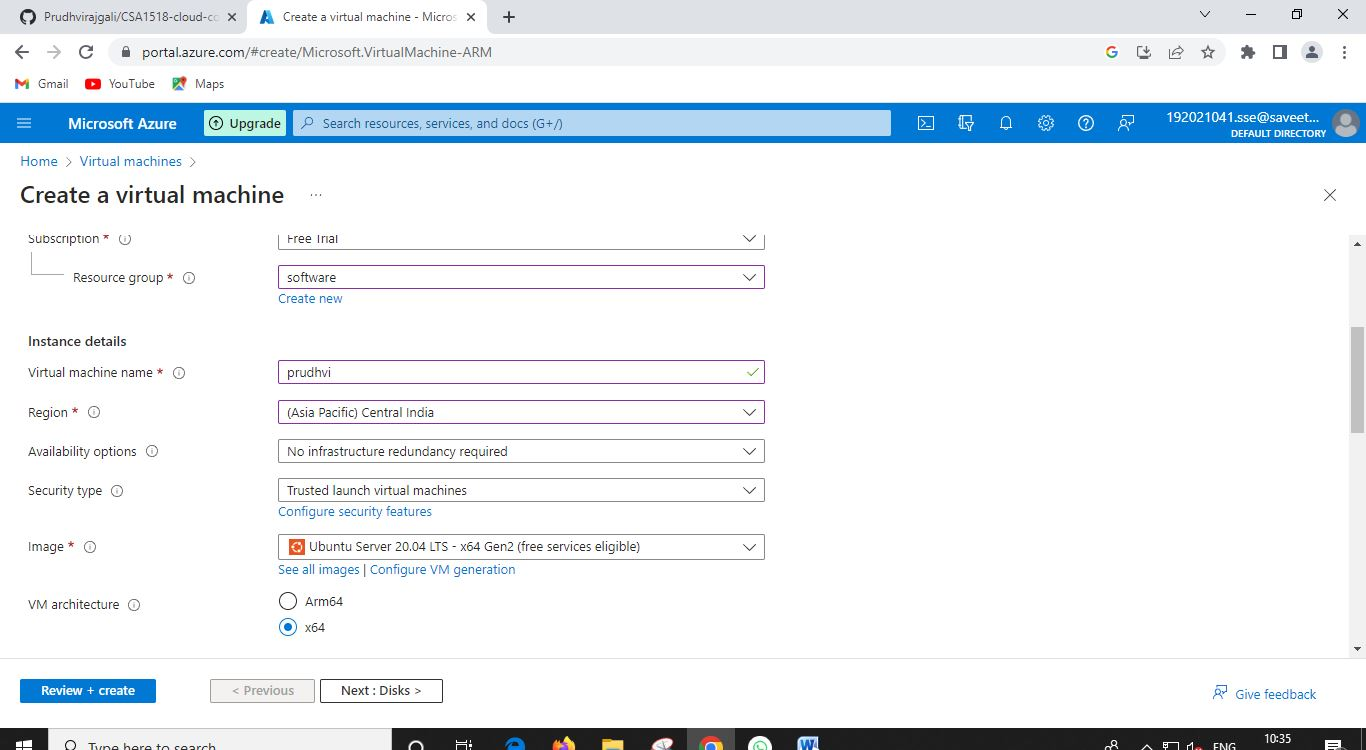 Prudhvirajgali/CSA1518-cloud-co
Create a virtual machine - Micros
portal.azure.com/#create/Microsoft.VirtualMachine-ARM
Gmail YouTube Maps
Microsoft Azure
Upgrade
Search resources, services, and docs (G+/)
192021041.sse@saveet...
DEFAULT DIRECTORY
Home > Virtual machines >
Create a virtual machine ...
Subscription * Free Trial
Resource group * software
Create new
Instance details
Virtual machine name * prudhvi
Region * (Asia Pacific) Central India
Availability options No infrastructure redundancy required
Security type Trusted launch virtual machines
Configure security features
Image * Ubuntu Server 20.04 LTS - x64 Gen2 (free services eligible)
See all images | Configure VM generation
VM architecture
Arm64
x64
Review + create < Previous Next : Disks > Give feedback
Type here to search
ENG
10:35